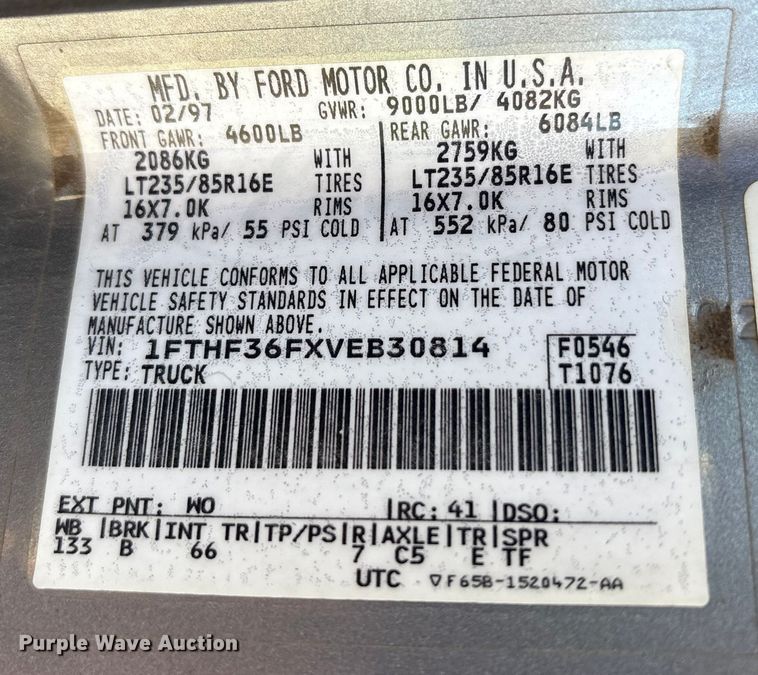 MFD. BY FORD MOTOR CO. IN U.S.A.
DATE: 02/97 GVWR: 9000LB/ 4082KG
FRONT GAWR: 4600LB REAR GAWR: 6084LB
2086KG WITH 2759KG WITH
LT235/85R16E TIRES LT235/85R16E TIRES
16X7.0K RIMS 16X7.0K RIMS
AT 379 kPa/ 55 PSI COLD AT 552 kPa/ 80 PSI COLD
THIS VEHICLE CONFORMS TO ALL APPLICABLE FEDERAL MOTOR
VEHICLE SAFETY STANDARDS IN EFFECT ON THE DATE OF
MANUFACTURE SHOWN ABOVE.
VIN: 1FTHF36FXVEB30814 F0546
TYPE: TRUCK T1076
EXT PNT: WO RC: 41 DSO:
WB BRK INT TR TP/PS R AXLE TR SPR
133 B 66 7 C5 E TF
UTC ▽F65B-1520472-AA
Purple Wave Auction